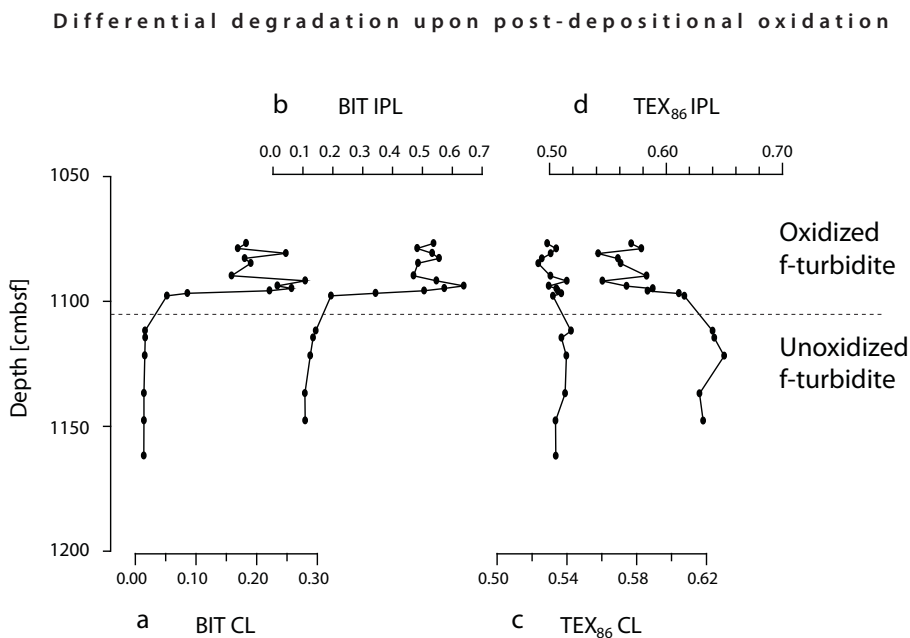 Differential degradation upon post-depositional oxidation
b BIT IPL
d TEX86 IPL
0.0 0.1 0.2 0.3 0.4 0.5 0.6 0.7
0.50 0.60 0.70
Depth [cmbsf]
1050
1100
1150
1200
Oxidized
f-turbidite
Unoxidized
f-turbidite
0.00 0.10 0.20 0.30
0.50 0.54 0.58 0.62
a BIT CL
c TEX86 CL